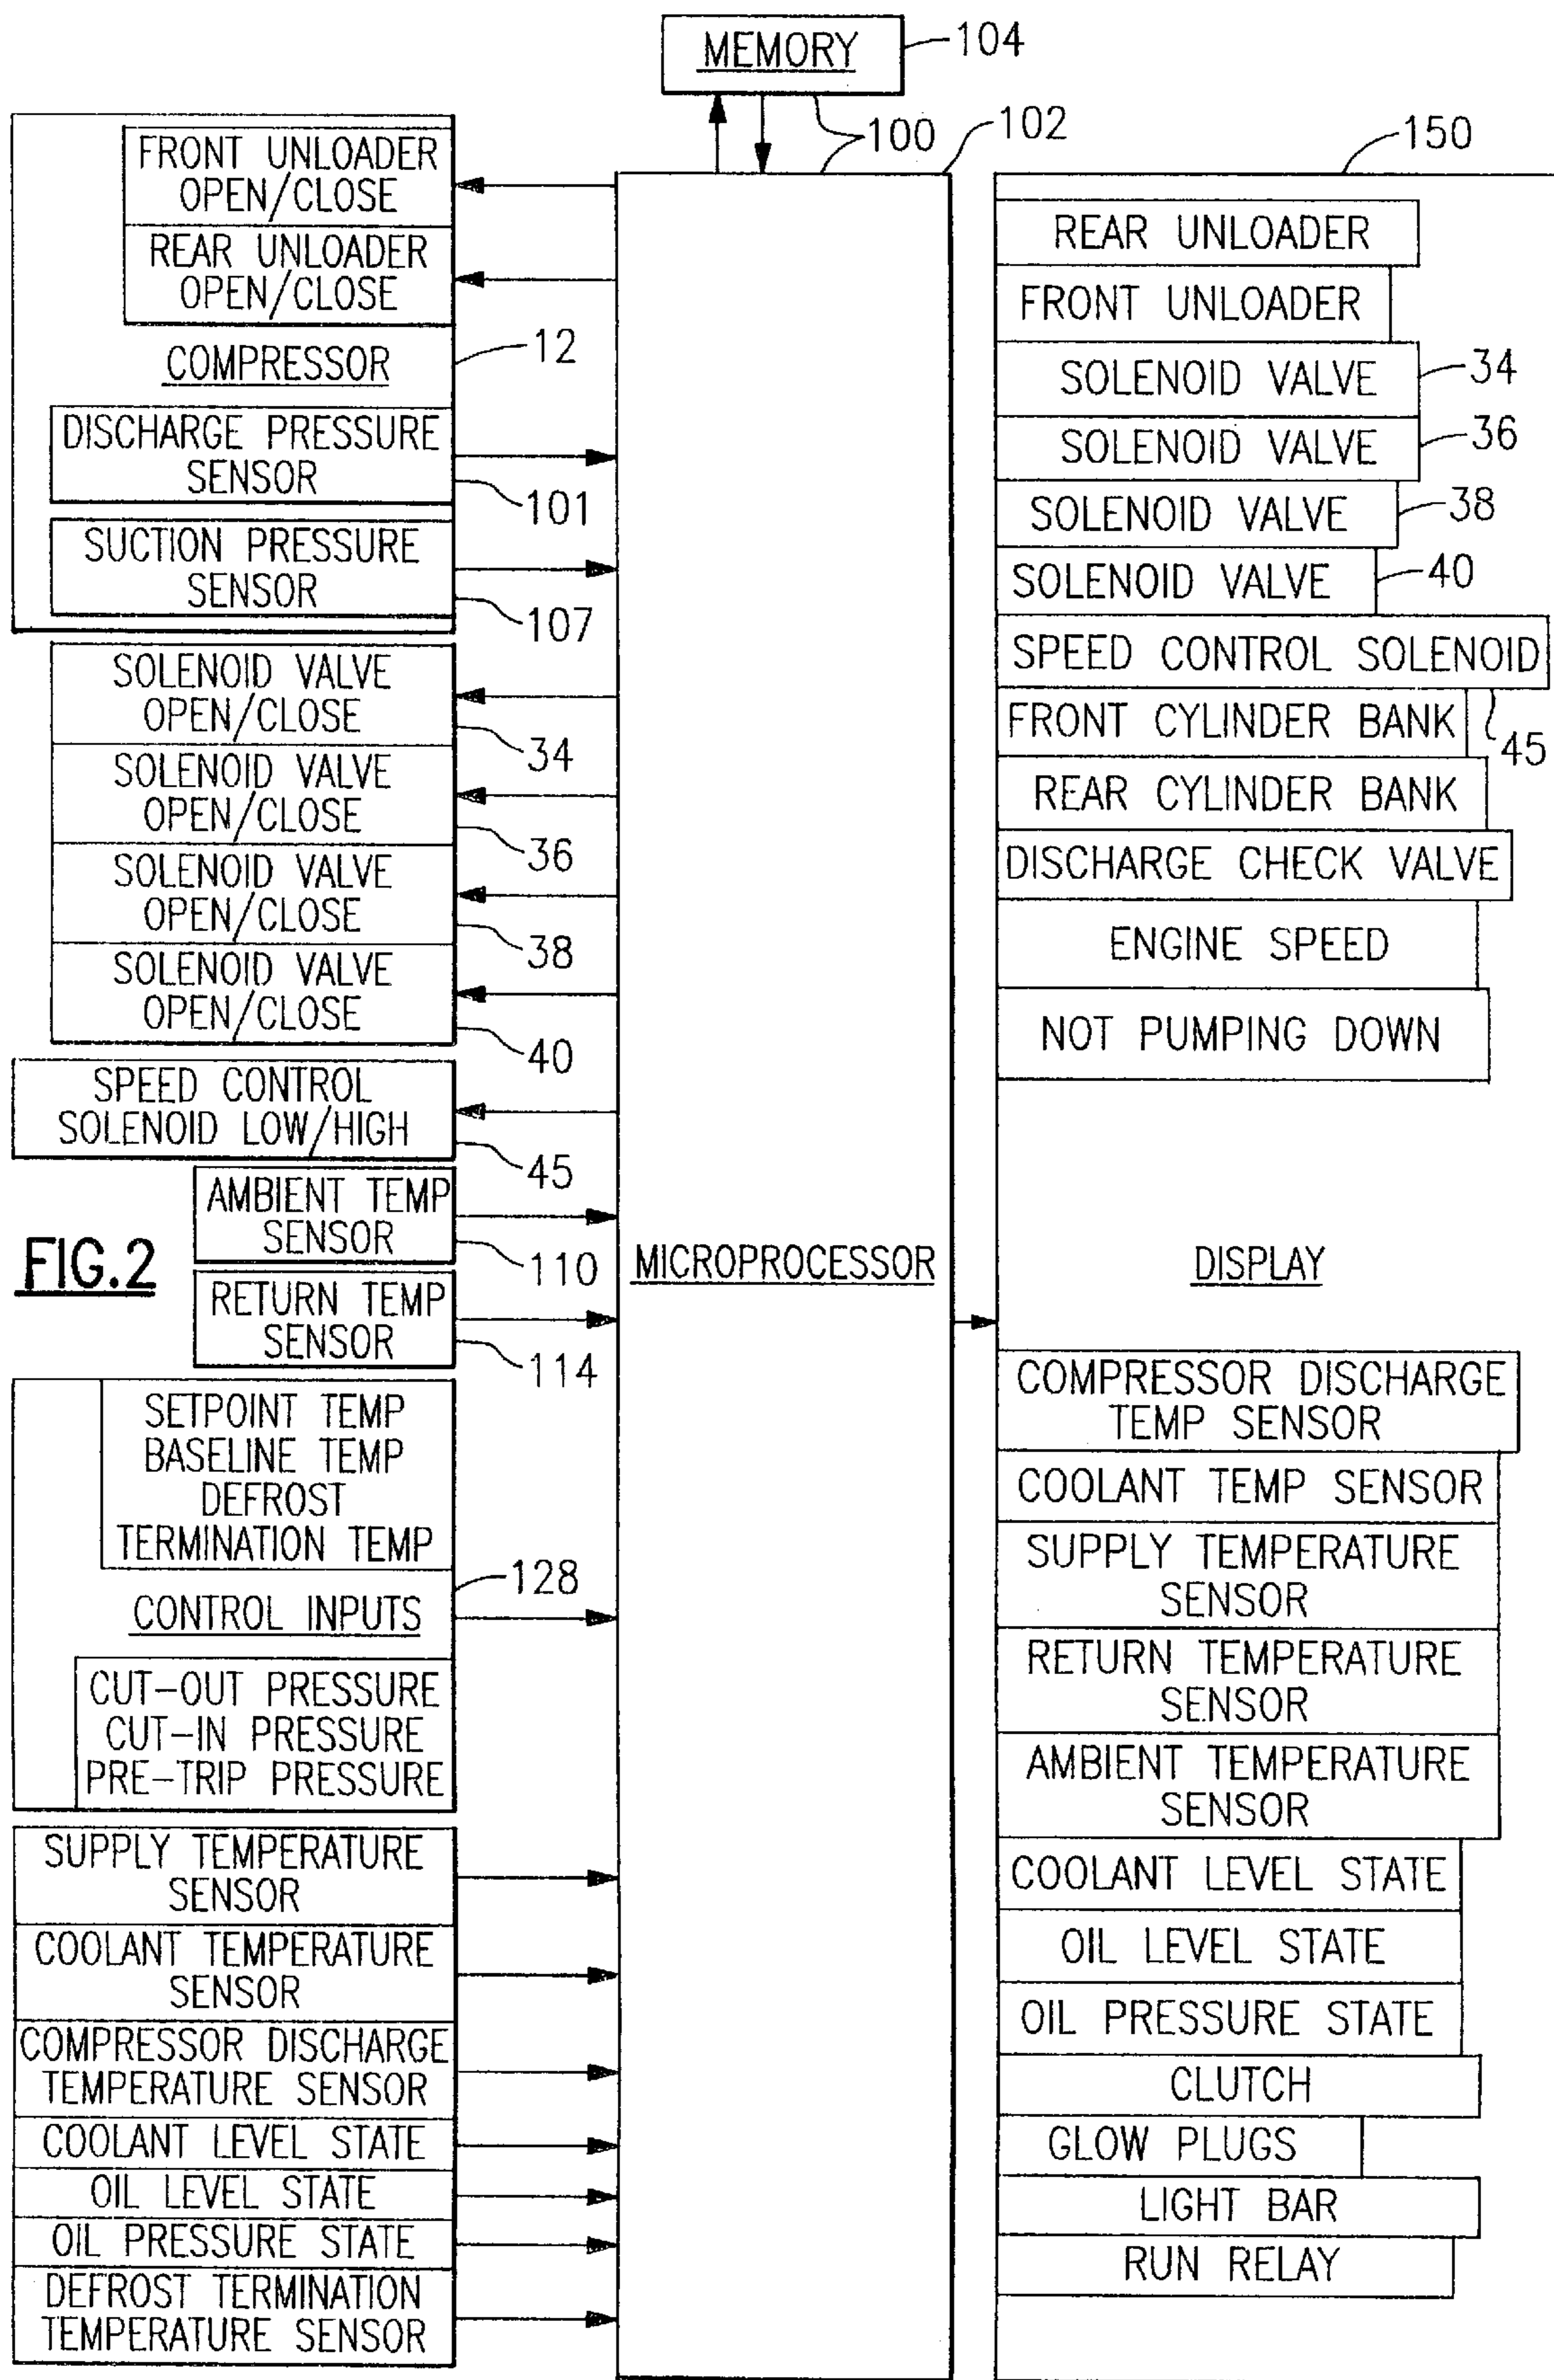 MEMORY
104
100
102
150
FRONT UNLOADER
OPEN/CLOSE
REAR UNLOADER
OPEN/CLOSE
COMPRESSOR
12
DISCHARGE PRESSURE
SENSOR
101
SUCTION PRESSURE
SENSOR
107
SOLENOID VALVE
OPEN/CLOSE
34
SOLENOID VALVE
OPEN/CLOSE
36
SOLENOID VALVE
OPEN/CLOSE
38
SOLENOID VALVE
OPEN/CLOSE
40
SPEED CONTROL
SOLENOID LOW/HIGH
45
AMBIENT TEMP
SENSOR
110
FIG.2
RETURN TEMP
SENSOR
114
SETPOINT TEMP
BASELINE TEMP
DEFROST
TERMINATION TEMP
128
CONTROL INPUTS
CUT-OUT PRESSURE
CUT-IN PRESSURE
PRE-TRIP PRESSURE
SUPPLY TEMPERATURE
SENSOR
COOLANT TEMPERATURE
SENSOR
COMPRESSOR DISCHARGE
TEMPERATURE SENSOR
COOLANT LEVEL STATE
OIL LEVEL STATE
OIL PRESSURE STATE
DEFROST TERMINATION
TEMPERATURE SENSOR
MICROPROCESSOR
REAR UNLOADER
FRONT UNLOADER
SOLENOID VALVE
34
SOLENOID VALVE
36
SOLENOID VALVE
38
SOLENOID VALVE
40
SPEED CONTROL SOLENOID
45
FRONT CYLINDER BANK
REAR CYLINDER BANK
DISCHARGE CHECK VALVE
ENGINE SPEED
NOT PUMPING DOWN
DISPLAY
COMPRESSOR DISCHARGE
TEMP SENSOR
COOLANT TEMP SENSOR
SUPPLY TEMPERATURE
SENSOR
RETURN TEMPERATURE
SENSOR
AMBIENT TEMPERATURE
SENSOR
COOLANT LEVEL STATE
OIL LEVEL STATE
OIL PRESSURE STATE
CLUTCH
GLOW PLUGS
LIGHT BAR
RUN RELAY